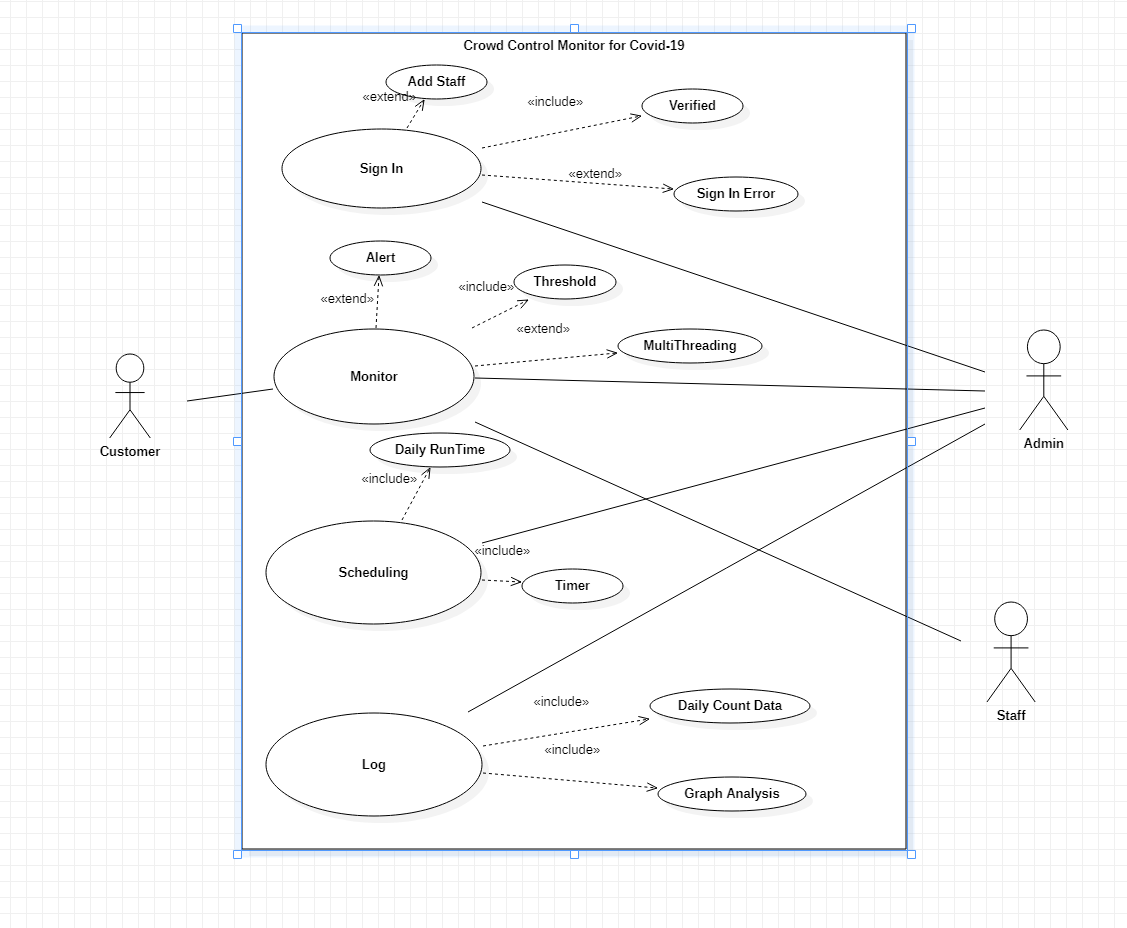 Crowd Control Monitor for Covid-19
Add Staff
«extend»
«include»
Verified
Sign In
«extend»
Sign In Error
Alert
«extend»
«include»
Threshold
«extend»
MultiThreading
Monitor
Customer
Admin
Daily RunTime
«include»
«include»
Scheduling
Timer
Staff
«include»
Daily Count Data
«include»
Log
Graph Analysis